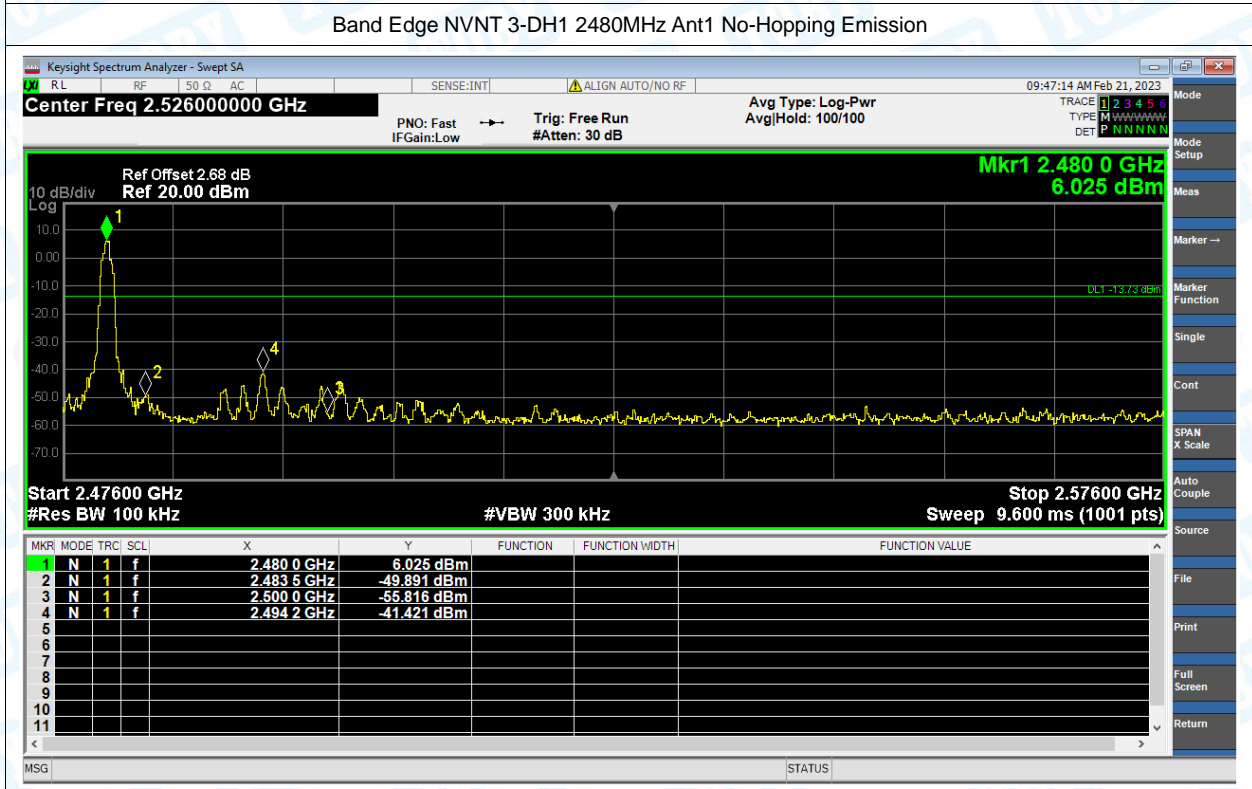 Band Edge NVNT 3-DH1 2480MHz Ant1 No-Hopping Emission
Keysight Spectrum Analyzer - Swept SA
LXI RL RF 50 Ω AC SENSE:INT ALIGN AUTO/NO RF 09:47:14 AM Feb 21, 2023
Center Freq 2.526000000 GHz
PNO: Fast
IFGain:Low
Trig: Free Run
#Atten: 30 dB
Avg Type: Log-Pwr
Avg|Hold: 100/100
TRACE 1 2 3 4 5 6
TYPE M WWWWW
DET P N N N N N
Ref Offset 2.68 dB
10 dB/div Ref 20.00 dBm
Log
Mkr1 2.480 0 GHz
6.025 dBm
10.0
0.00
-10.0
-20.0
-30.0
-40.0
-50.0
-60.0
-70.0
1
2
4
3
DL1 -13.73 dBm
Start 2.47600 GHz Stop 2.57600 GHz
#Res BW 100 kHz #VBW 300 kHz Sweep 9.600 ms (1001 pts)
MKR MODE TRC SCL X Y FUNCTION FUNCTION WIDTH FUNCTION VALUE
1 N 1 f 2.480 0 GHz 6.025 dBm
2 N 1 f 2.483 5 GHz -49.891 dBm
3 N 1 f 2.500 0 GHz -55.816 dBm
4 N 1 f 2.494 2 GHz -41.421 dBm
5
6
7
8
9
10
11
MSG STATUS
Mode
Mode Setup
Meas
Marker →
Marker Function
Single
Cont
SPAN X Scale
Auto Couple
Source
File
Print
Full Screen
Return